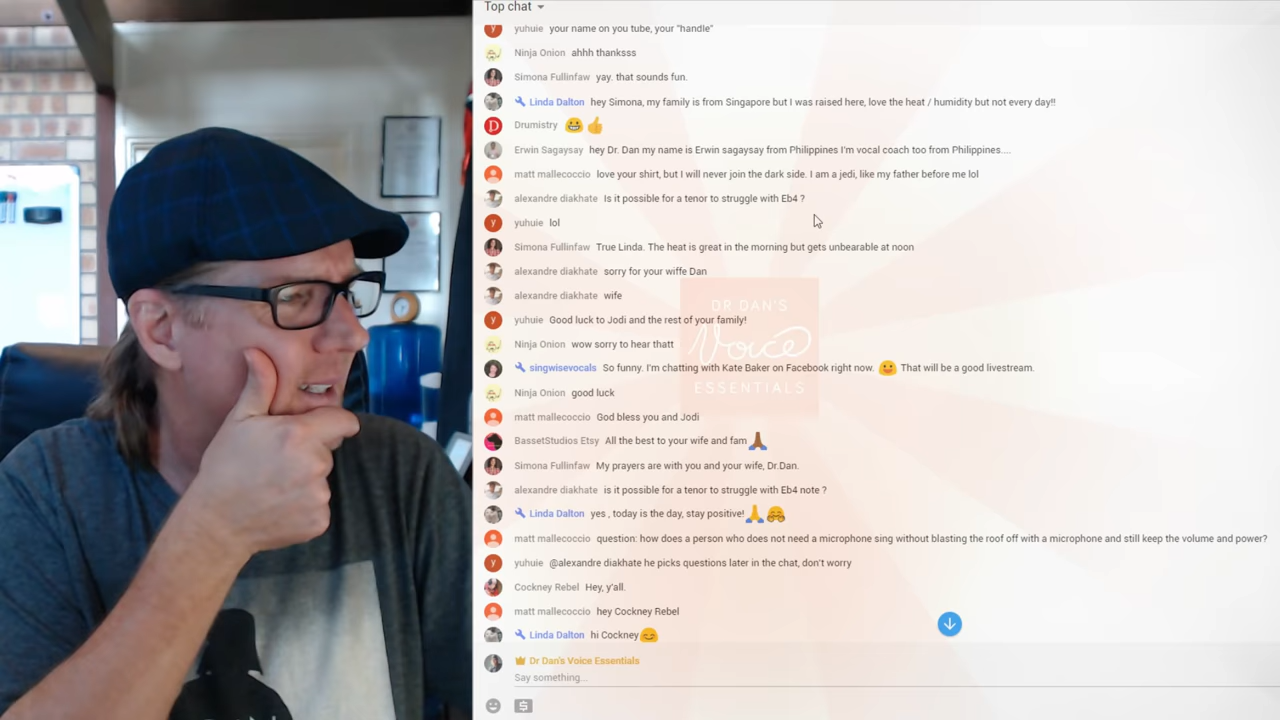 Top chat
y yuhuie your name on you tube, your "handle"
Ninja Onion ahhh thanksss
Simona Fullinfaw yay. that sounds fun.
Linda Dalton hey Simona, my family is from Singapore but I was raised here, love the heat / humidity but not every day!!
D Drumistry
Erwin Sagaysay hey Dr. Dan my name is Erwin sagaysay from Philippines I'm vocal coach too from Philippines....
matt mallecoccio love your shirt, but I will never join the dark side. I am a jedi, like my father before me lol
alexandre diakhate Is it possible for a tenor to struggle with Eb4 ?
y yuhuie lol
Simona Fullinfaw True Linda. The heat is great in the morning but gets unbearable at noon
alexandre diakhate sorry for your wiffe Dan
alexandre diakhate wife
y yuhuie Good luck to Jodi and the rest of your family!
Ninja Onion wow sorry to hear thatt
singwisevocals So funny. I'm chatting with Kate Baker on Facebook right now. 😛 That will be a good livestream.
Ninja Onion good luck
matt mallecoccio God bless you and Jodi
BassetStudios Etsy All the best to your wife and fam
Simona Fullinfaw My prayers are with you and your wife, Dr.Dan.
alexandre diakhate is it possible for a tenor to struggle with Eb4 note ?
Linda Dalton yes , today is the day, stay positive!
matt mallecoccio question: how does a person who does not need a microphone sing without blasting the roof off with a microphone and still keep the volume and power?
y yuhuie @alexandre diakhate he picks questions later in the chat, don't worry
Cockney Rebel Hey, y'all.
matt mallecoccio hey Cockney Rebel
Linda Dalton hi Cockney
Dr Dan's Voice Essentials
Say something...
$
DR DAN'S
Voice
ESSENTIALS